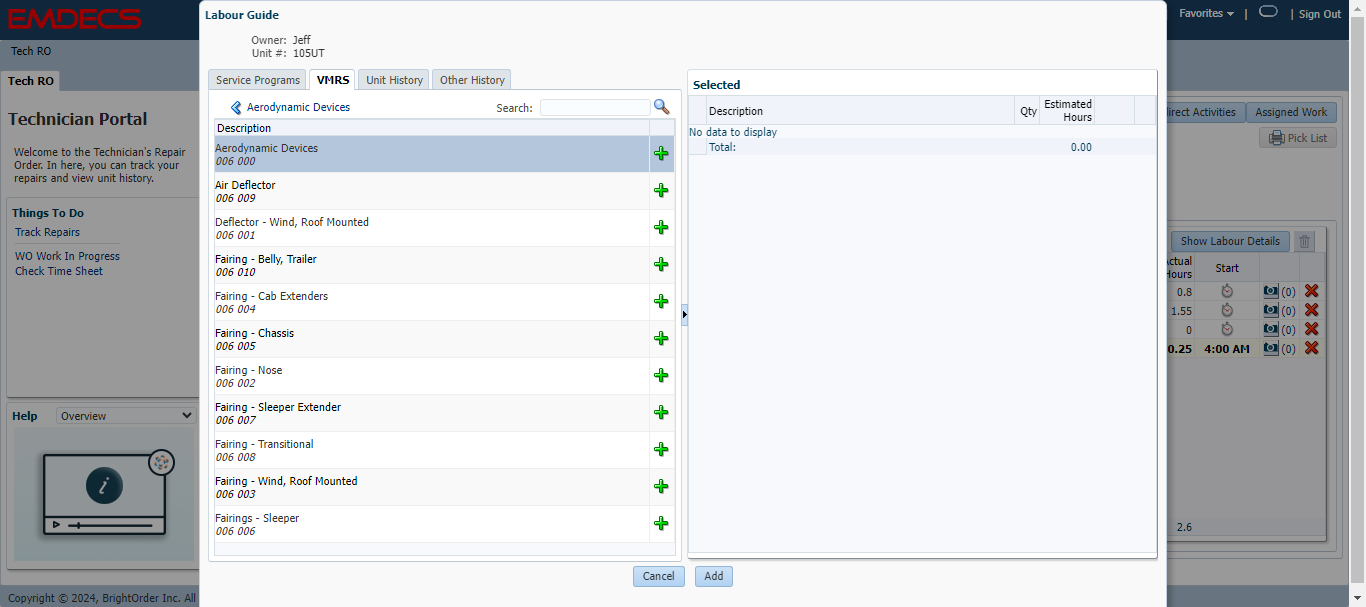 EMDECS
Favorites | | Sign Out
Tech RO
Tech RO
Technician Portal
Welcome to the Technician's Repair
Order. In here, you can track your
repairs and view unit history.
Things To Do
Track Repairs
WO Work In Progress
Check Time Sheet
Help Overview
i
Copyright © 2024, BrightOrder Inc. All
Labour Guide
Owner: Jeff
Unit #: 105UT
Service Programs VMRS Unit History Other History
Aerodynamic Devices Search:
Description
Aerodynamic Devices
006 000
Air Deflector
006 009
Deflector - Wind, Roof Mounted
006 001
Fairing - Belly, Trailer
006 010
Fairing - Cab Extenders
006 004
Fairing - Chassis
006 005
Fairing - Nose
006 002
Fairing - Sleeper Extender
006 007
Fairing - Transitional
006 008
Fairing - Wind, Roof Mounted
006 003
Fairings - Sleeper
006 006
Selected
Description Qty Estimated
Hours
No data to display
Total: 0.00
Cancel Add
irect Activities Assigned Work
Pick List
Show Labour Details
ctual
Hours Start
0.8 (0)
1.55 (0)
0 (0)
0.25 4:00 AM (0)
2.6